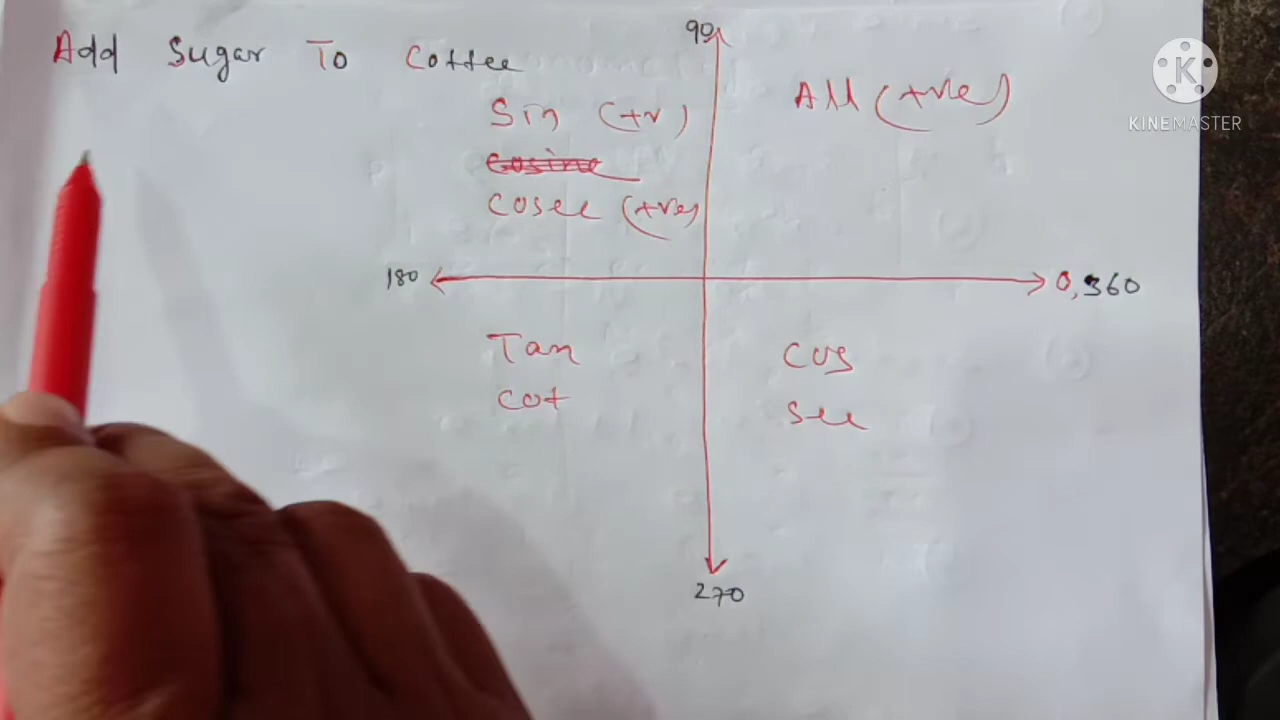 Add Sugar To Coffee
90
All (+ve)
Sin (+v)
Cosine
Cosec (+ve)
180
0, 360
Tan
Cot
Cos
Sec
270
K
KINEMASTER